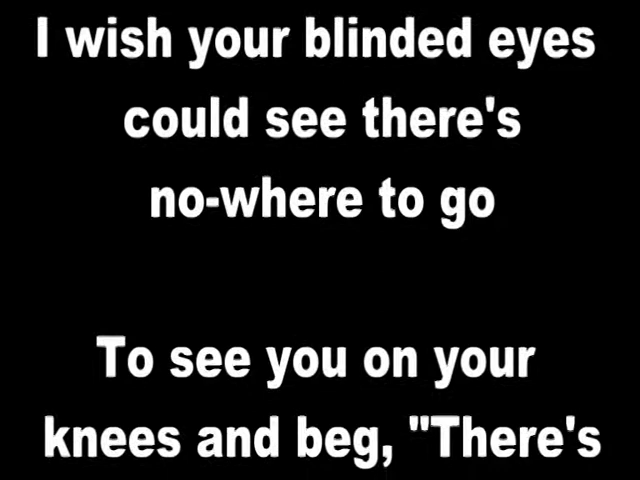 I wish your blinded eyes
could see there's
no-where to go
To see you on your
knees and beg, "There's